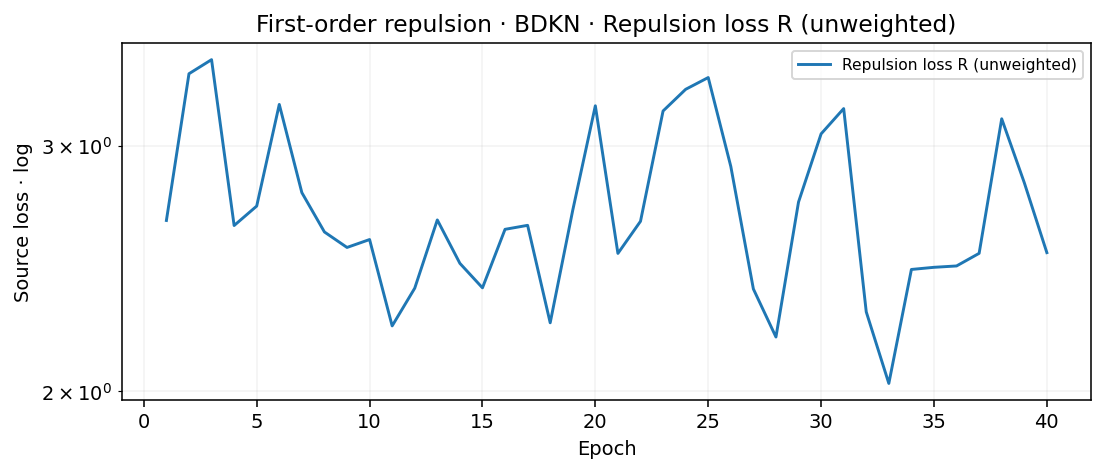 First-order repulsion · BDKN · Repulsion loss R (unweighted)
Repulsion loss R (unweighted)
Source loss · log
3 × 10⁰
2 × 10⁰
0 5 10 15 20 25 30 35 40
Epoch